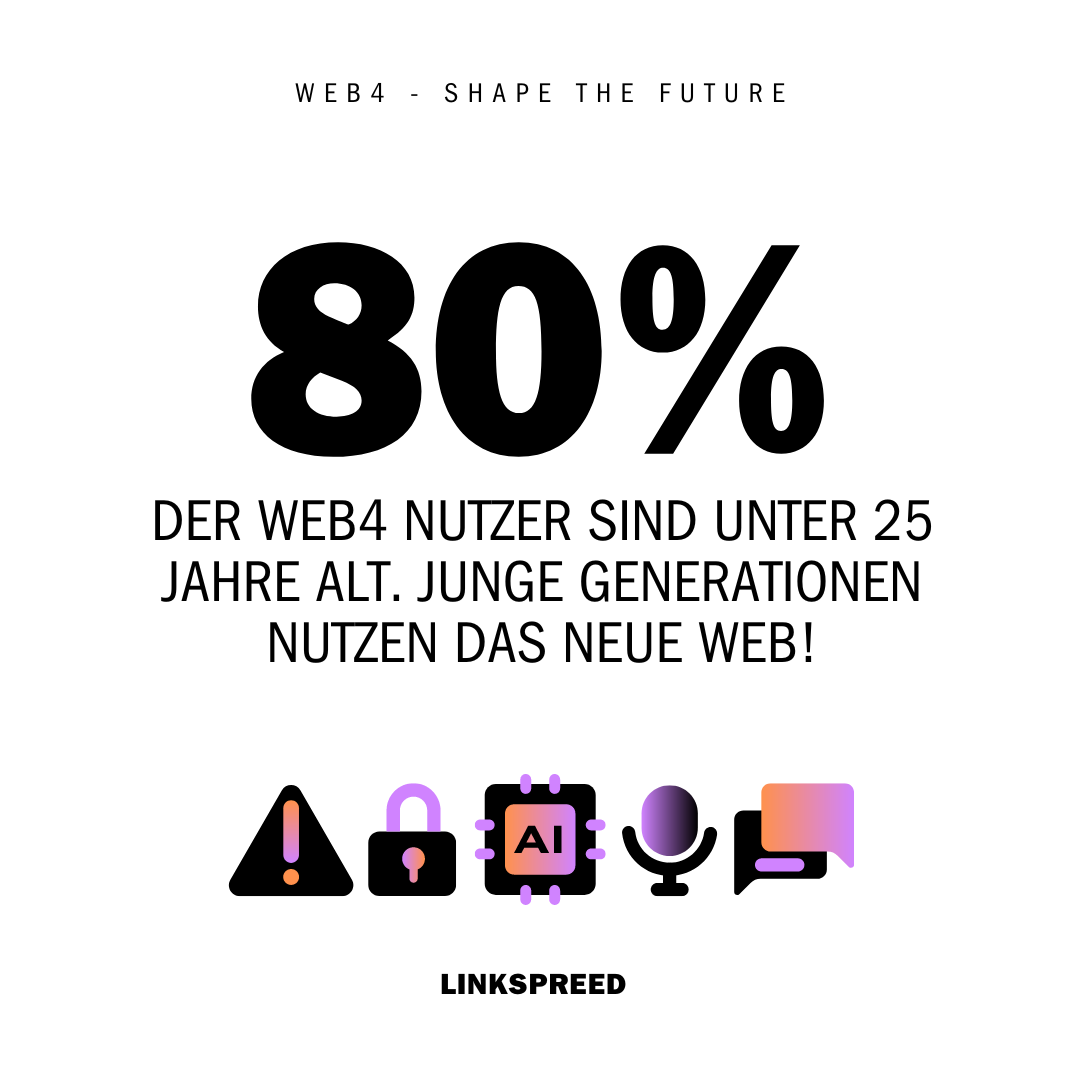 WEB4 - SHAPE THE FUTURE
80%
DER WEB4 NUTZER SIND UNTER 25
JAHRE ALT. JUNGE GENERATIONEN
NUTZEN DAS NEUE WEB!
AI
LINKSPREED